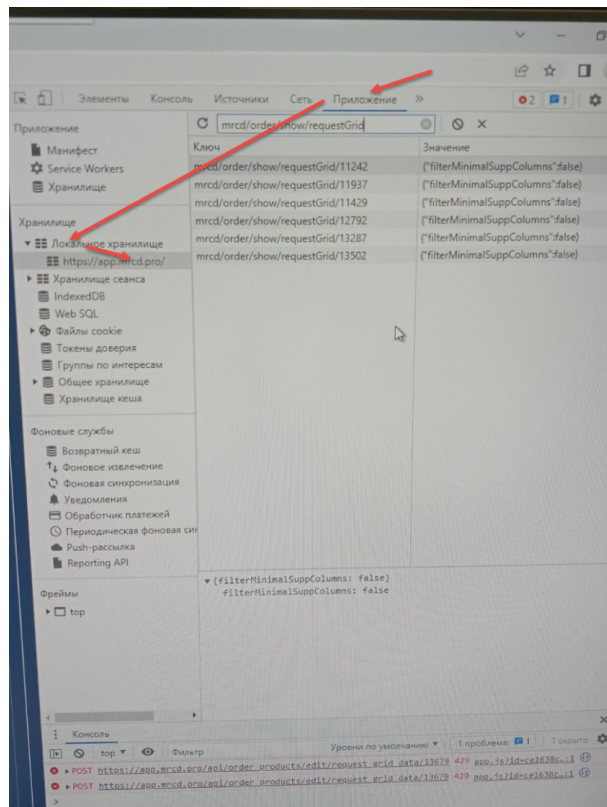 Элементы Консоль Источники Сеть Приложение » 2 1
Приложение
Манифест
Service Workers
Хранилище
Хранилище
Локальное хранилище
https://app.mrcd.pro/
Хранилище сеанса
IndexedDB
Web SQL
Файлы cookie
Токены доверия
Группы по интересам
Общее хранилище
Хранилище кеша
Фоновые службы
Возвратный кеш
Фоновое извлечение
Фоновая синхронизация
Уведомления
Обработчик платежей
Периодическая фоновая син
Push-рассылка
Reporting API
Фреймы
top
mrcd/order/show/requestGrid
Ключ Значение
mrcd/order/show/requestGrid/11242 {"filterMinimalSuppColumns":false}
mrcd/order/show/requestGrid/11937 {"filterMinimalSuppColumns":false}
mrcd/order/show/requestGrid/11429 {"filterMinimalSuppColumns":false}
mrcd/order/show/requestGrid/12792 {"filterMinimalSuppColumns":false}
mrcd/order/show/requestGrid/13287 {"filterMinimalSuppColumns":false}
mrcd/order/show/requestGrid/13502 {"filterMinimalSuppColumns":false}
{filterMinimalSuppColumns: false}
filterMinimalSuppColumns: false
Консоль
top Фильтр Уровни по умолчанию 1 проблема: 1 1 скрыто
POST https://app.mrcd.pro/api/order_products/edit/request_grid_data/13679 429 app.js?id=ce1638c…:1
POST https://app.mrcd.pro/api/order_products/edit/request_grid_data/13679 429 app.js?id=ce1638c…:1